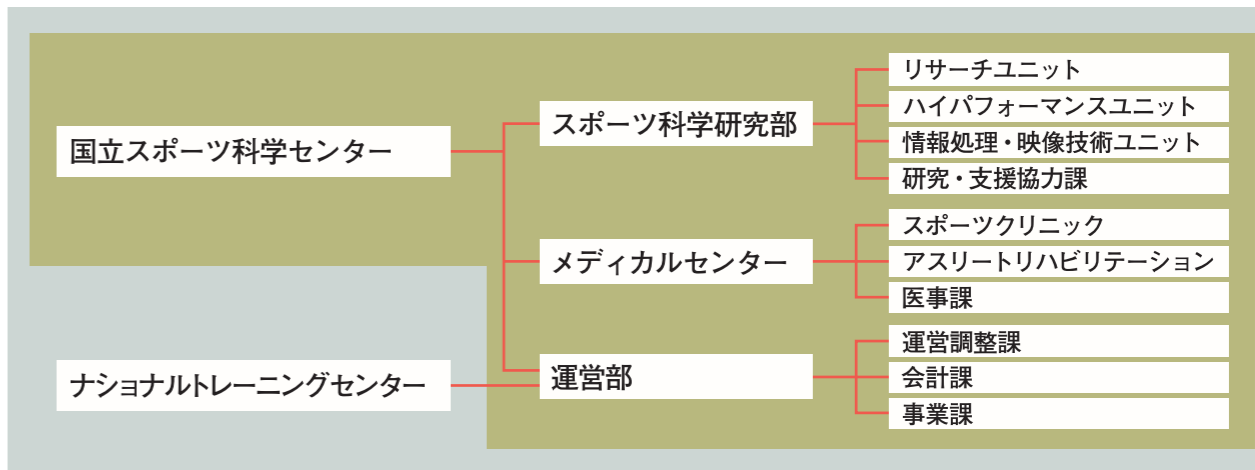 国立スポーツ科学センター
スポーツ科学研究部
リサーチユニット
ハイパフォーマンスユニット
情報処理・映像技術ユニット
研究・支援協力課
メディカルセンター
スポーツクリニック
アスリートリハビリテーション
医事課
ナショナルトレーニングセンター
運営部
運営調整課
会計課
事業課